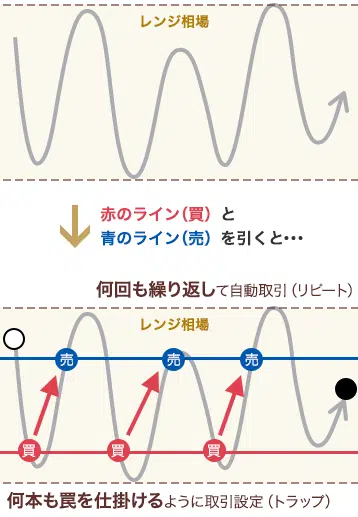 レンジ相場
赤のライン（買）と
青のライン（売）を引くと･･･
何回も繰り返して自動取引（リピート）
レンジ相場
売 売 売
買 買 買
何本も罠を仕掛けるように取引設定（トラップ）